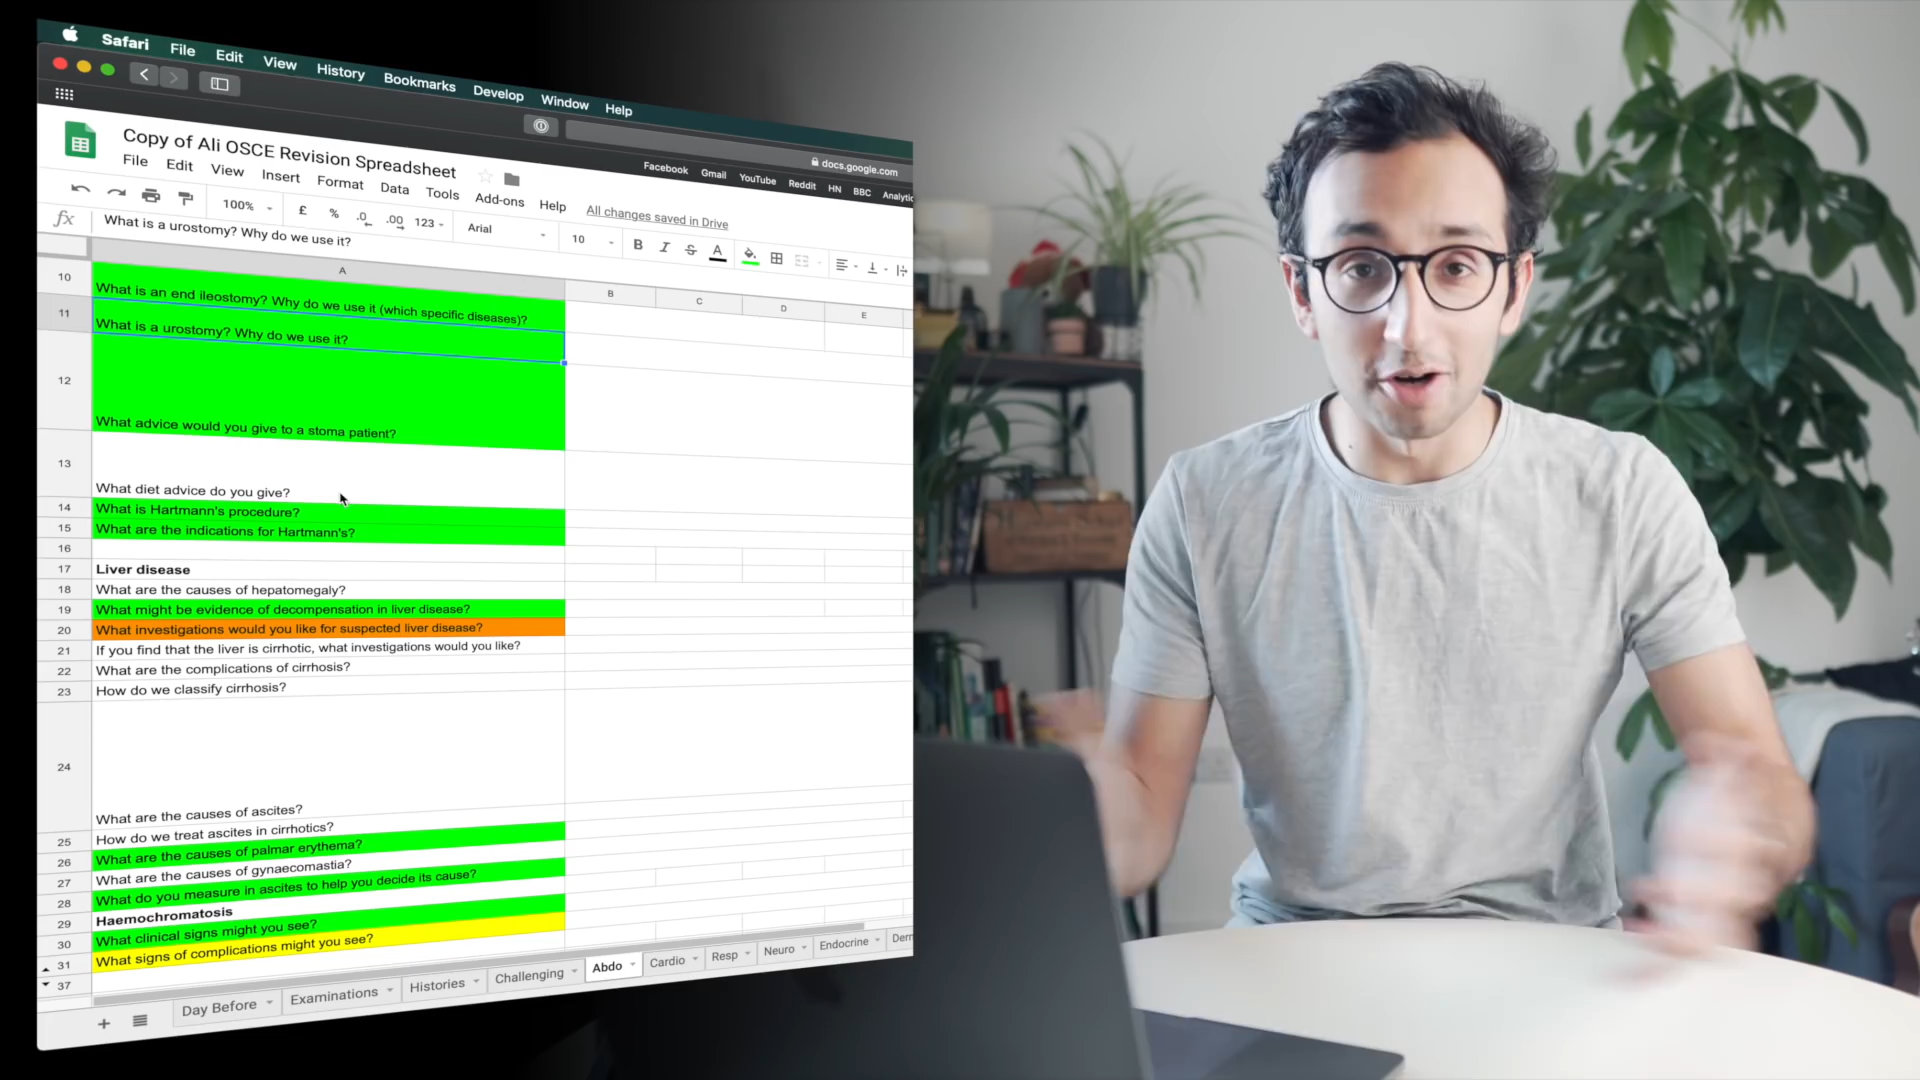 Safari File Edit View History Bookmarks Develop Window Help
docs.google.com
Facebook Gmail YouTube Reddit HN BBC
Copy of Ali OSCE Revision Spreadsheet
File Edit View Insert Format Data Tools Add-ons Help All changes saved in Drive
100% £ % .0 .00 123 Arial 10 B I S A
fx What is a urostomy? Why do we use it?
A B C D E
10 What is an end ileostomy? Why do we use it (which specific diseases)?
11 What is a urostomy? Why do we use it?
12 What advice would you give to a stoma patient?
13 What diet advice do you give?
14 What is Hartmann's procedure?
15 What are the indications for Hartmann's?
16
17 Liver disease
18 What are the causes of hepatomegaly?
19 What might be evidence of decompensation in liver disease?
20 What investigations would you like for suspected liver disease?
21 If you find that the liver is cirrhotic, what investigations would you like?
22 What are the complications of cirrhosis?
23 How do we classify cirrhosis?
24 What are the causes of ascites?
25 How do we treat ascites in cirrhotics?
26 What are the causes of palmar erythema?
27 What are the causes of gynaecomastia?
28 What do you measure in ascites to help you decide its cause?
29 Haemochromatosis
30 What clinical signs might you see?
31 What signs of complications might you see?
37
+ Day Before Examinations Histories Challenging Abdo Cardio Resp Neuro Endocrine